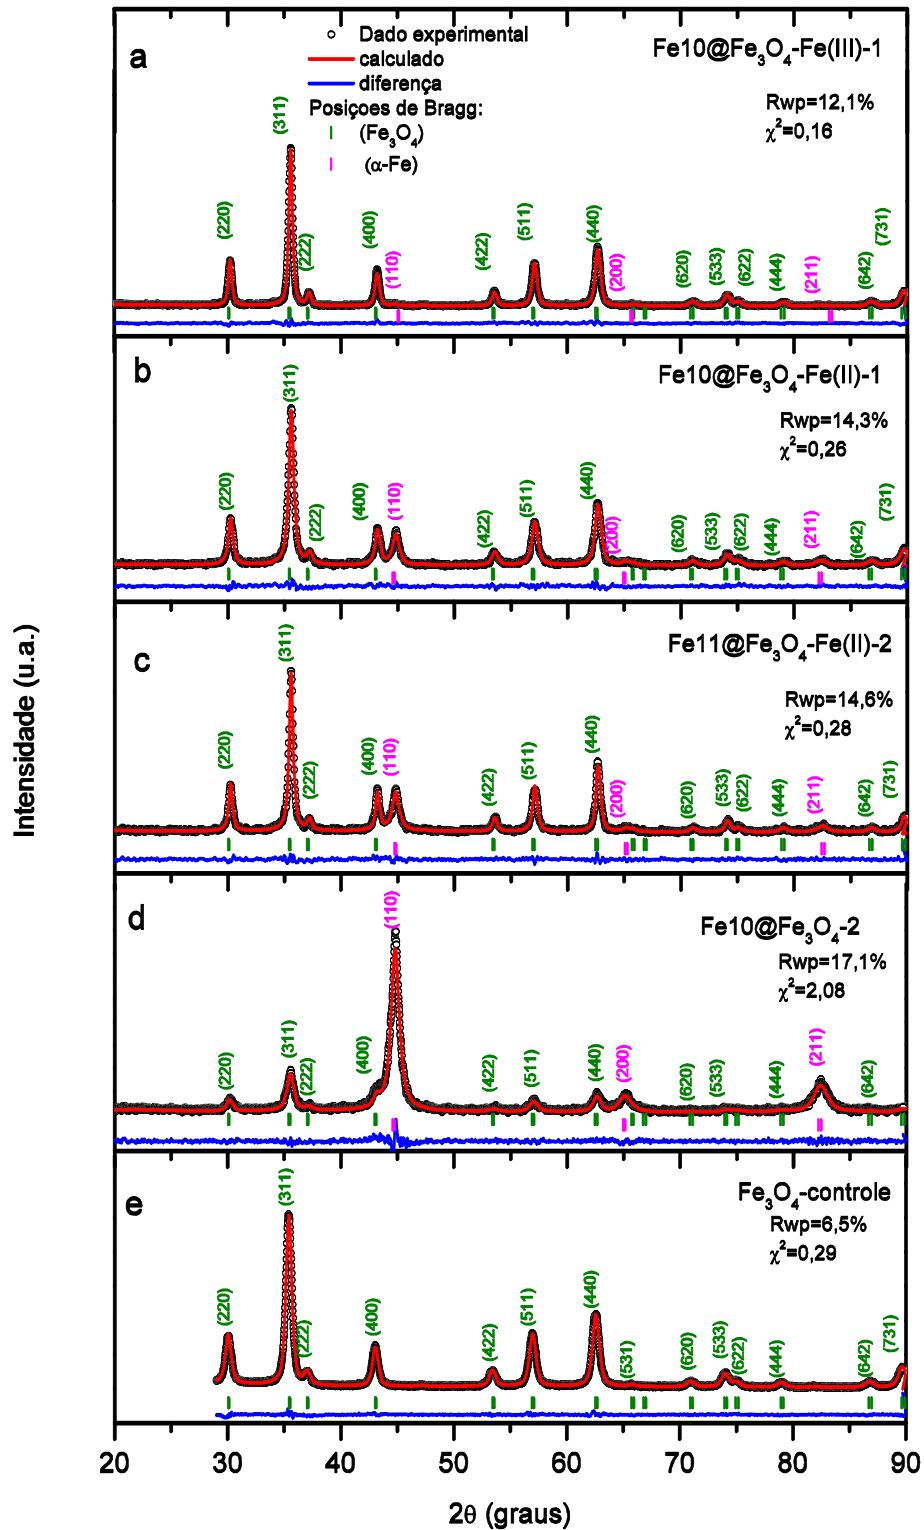 a
Dado experimental
calculado
diferença
Posiçoes de Bragg:
(Fe3O4)
(α-Fe)
Fe10@Fe3O4-Fe(III)-1
Rwp=12,1%
χ²=0,16
(220)
(311)
(222)
(400)
(110)
(422)
(511)
(440)
(200)
(620)
(533)
(622)
(444)
(211)
(642)
(731)
b
Fe10@Fe3O4-Fe(II)-1
Rwp=14,3%
χ²=0,26
(220)
(311)
(222)
(400)
(110)
(422)
(511)
(440)
(200)
(620)
(533)
(622)
(444)
(211)
(642)
(731)
c
Fe11@Fe3O4-Fe(II)-2
Rwp=14,6%
χ²=0,28
(220)
(311)
(222)
(400)
(110)
(422)
(511)
(440)
(200)
(620)
(533)
(622)
(444)
(211)
(642)
(731)
d
Fe10@Fe3O4-2
Rwp=17,1%
χ²=2,08
(220)
(311)
(222)
(400)
(110)
(422)
(511)
(440)
(200)
(620)
(533)
(444)
(211)
(642)
e
Fe3O4-controle
Rwp=6,5%
χ²=0,29
(220)
(311)
(222)
(400)
(422)
(511)
(440)
(531)
(620)
(533)
(622)
(444)
(642)
(731)
20 30 40 50 60 70 80 90
2θ (graus)
Intensidade (u.a.)